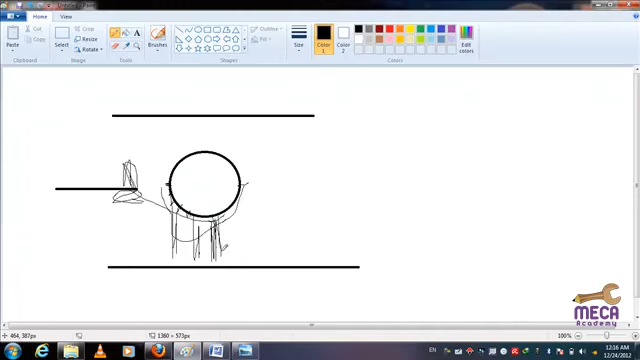 Home
View
Paste
Cut
Copy
Select
Crop
Resize
Rotate
Brushes
Outline
Fill
Color 1
Color 2
Edit colors
Clipboard
Image
Tools
Shapes
Colors
MECA
Academy
464, 387px
1360 × 573px
100%
EN
12:16 AM
12/24/2012